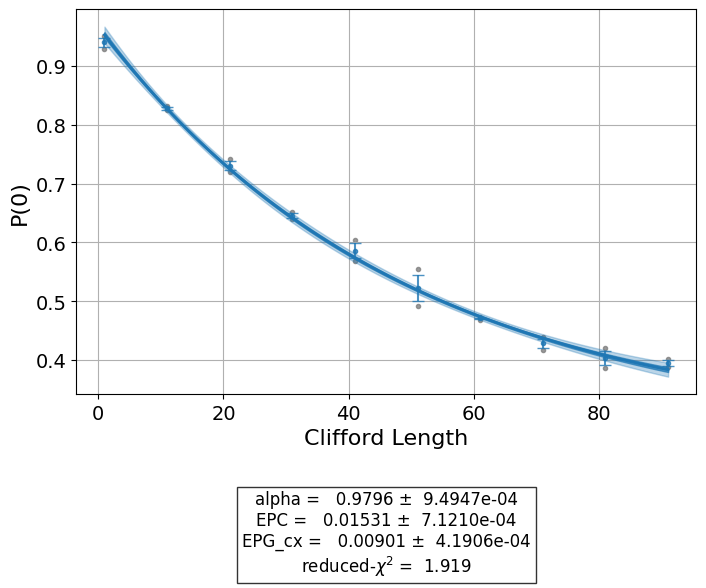 0.9
0.8
0.7
0.6
0.5
0.4
P(0)
0 20 40 60 80
Clifford Length
alpha = 0.9796 ± 9.4947e-04
EPC = 0.01531 ± 7.1210e-04
EPG_cx = 0.00901 ± 4.1906e-04
reduced-χ² = 1.919